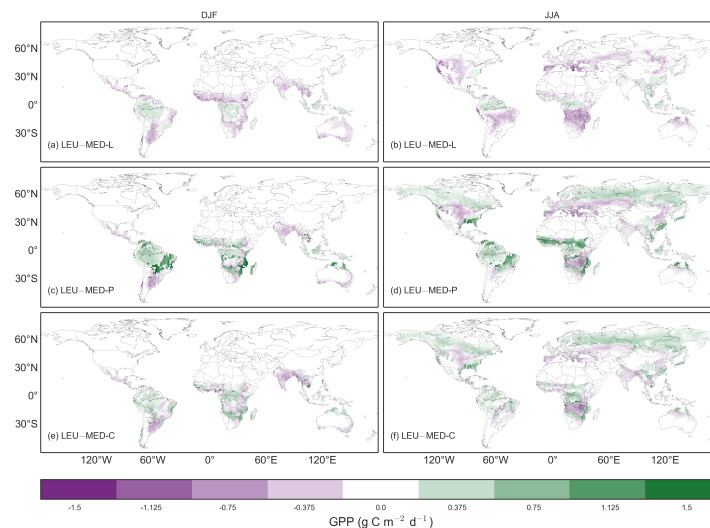 DJF
JJA
60°N
30°N
0°
30°S
(a) LEU−MED-L
(b) LEU−MED-L
60°N
30°N
0°
30°S
(c) LEU−MED-P
(d) LEU−MED-P
60°N
30°N
0°
30°S
(e) LEU−MED-C
(f) LEU−MED-C
120°W 60°W 0° 60°E 120°E 120°W 60°W 0° 60°E 120°E
-1.5 -1.125 -0.75 -0.375 0.0 0.375 0.75 1.125 1.5
GPP (g C m⁻² d⁻¹)